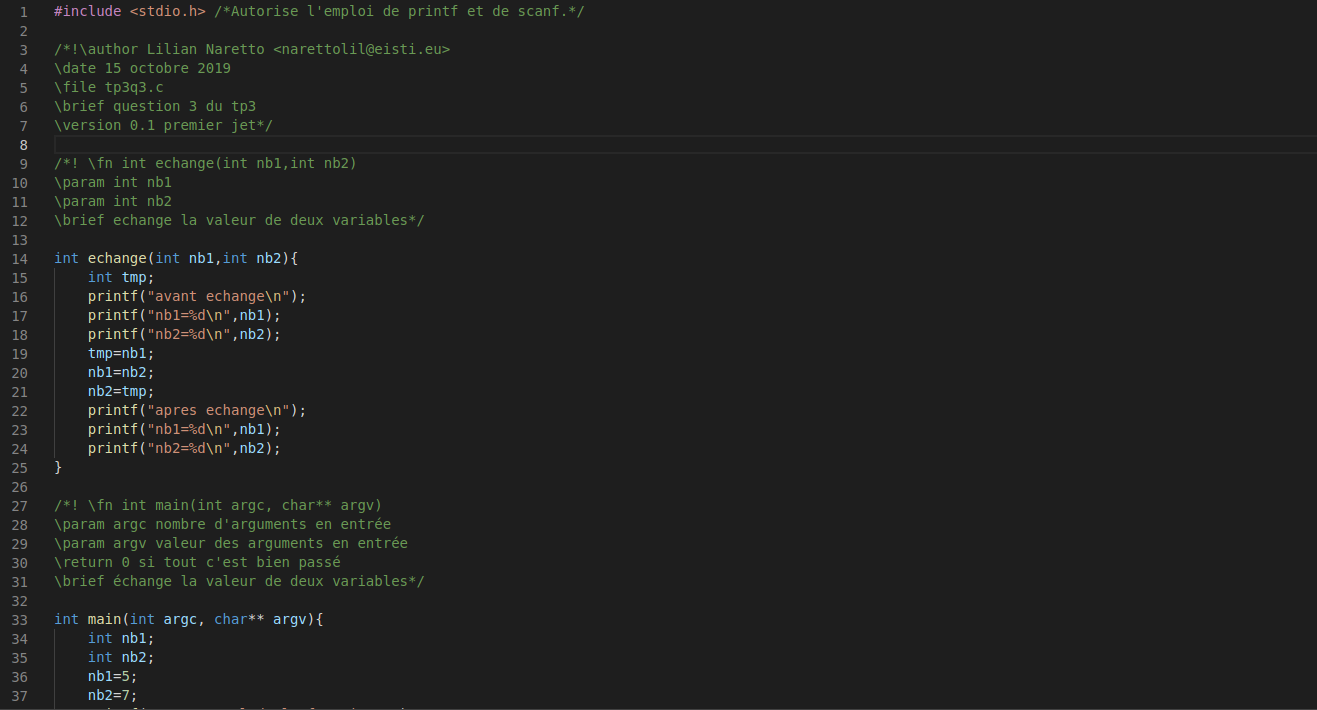 1 #include <stdio.h> /*Autorise l'emploi de printf et de scanf.*/
2
3 /*!\author Lilian Naretto <narettolil@eisti.eu>
4 \date 15 octobre 2019
5 \file tp3q3.c
6 \brief question 3 du tp3
7 \version 0.1 premier jet*/
8
9 /*! \fn int echange(int nb1,int nb2)
10 \param int nb1
11 \param int nb2
12 \brief echange la valeur de deux variables*/
13
14 int echange(int nb1,int nb2){
15     int tmp;
16     printf("avant echange\n");
17     printf("nb1=%d\n",nb1);
18     printf("nb2=%d\n",nb2);
19     tmp=nb1;
20     nb1=nb2;
21     nb2=tmp;
22     printf("apres echange\n");
23     printf("nb1=%d\n",nb1);
24     printf("nb2=%d\n",nb2);
25 }
26
27 /*! \fn int main(int argc, char** argv)
28 \param argc nombre d'arguments en entrée
29 \param argv valeur des arguments en entrée
30 \return 0 si tout c'est bien passé
31 \brief échange la valeur de deux variables*/
32
33 int main(int argc, char** argv){
34     int nb1;
35     int nb2;
36     nb1=5;
37     nb2=7;